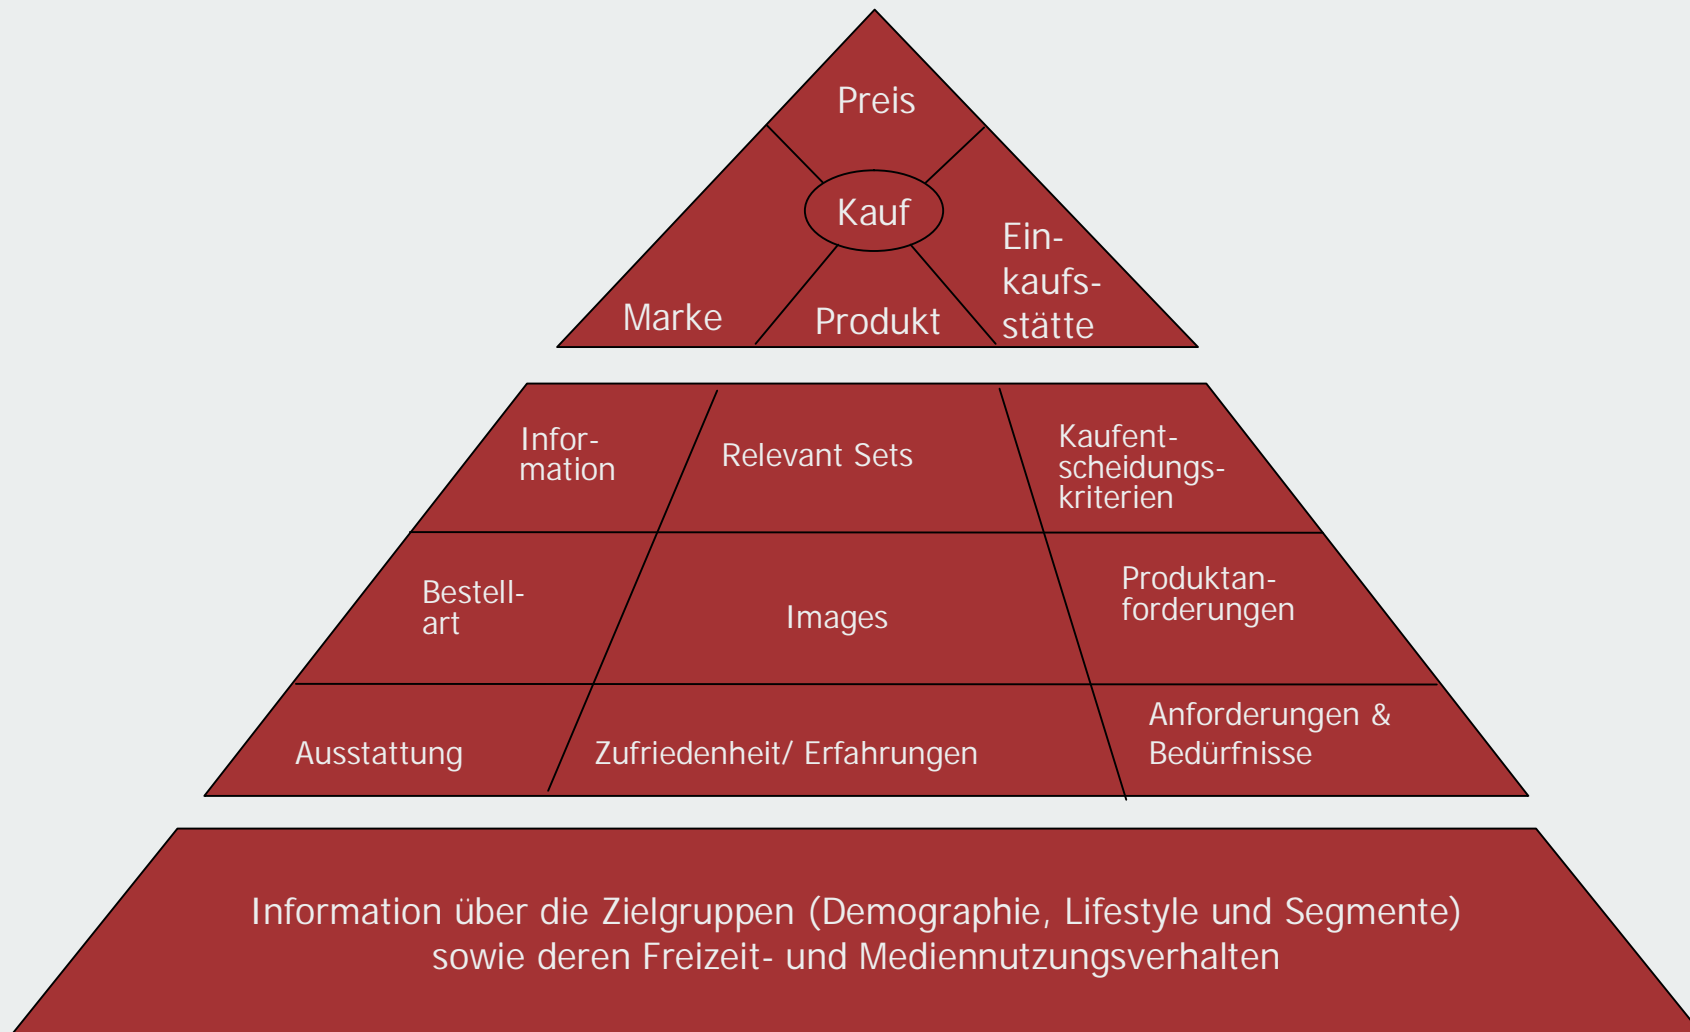 Preis
Kauf
Ein-
kaufs-
stätte
Marke
Produkt
Infor-
mation
Relevant Sets
Kaufent-
scheidungs-
kriterien
Bestell-
art
Images
Produktan-
forderungen
Ausstattung
Zufriedenheit/ Erfahrungen
Anforderungen &
Bedürfnisse
Information über die Zielgruppen (Demographie, Lifestyle und Segmente)
sowie deren Freizeit- und Mediennutzungsverhalten